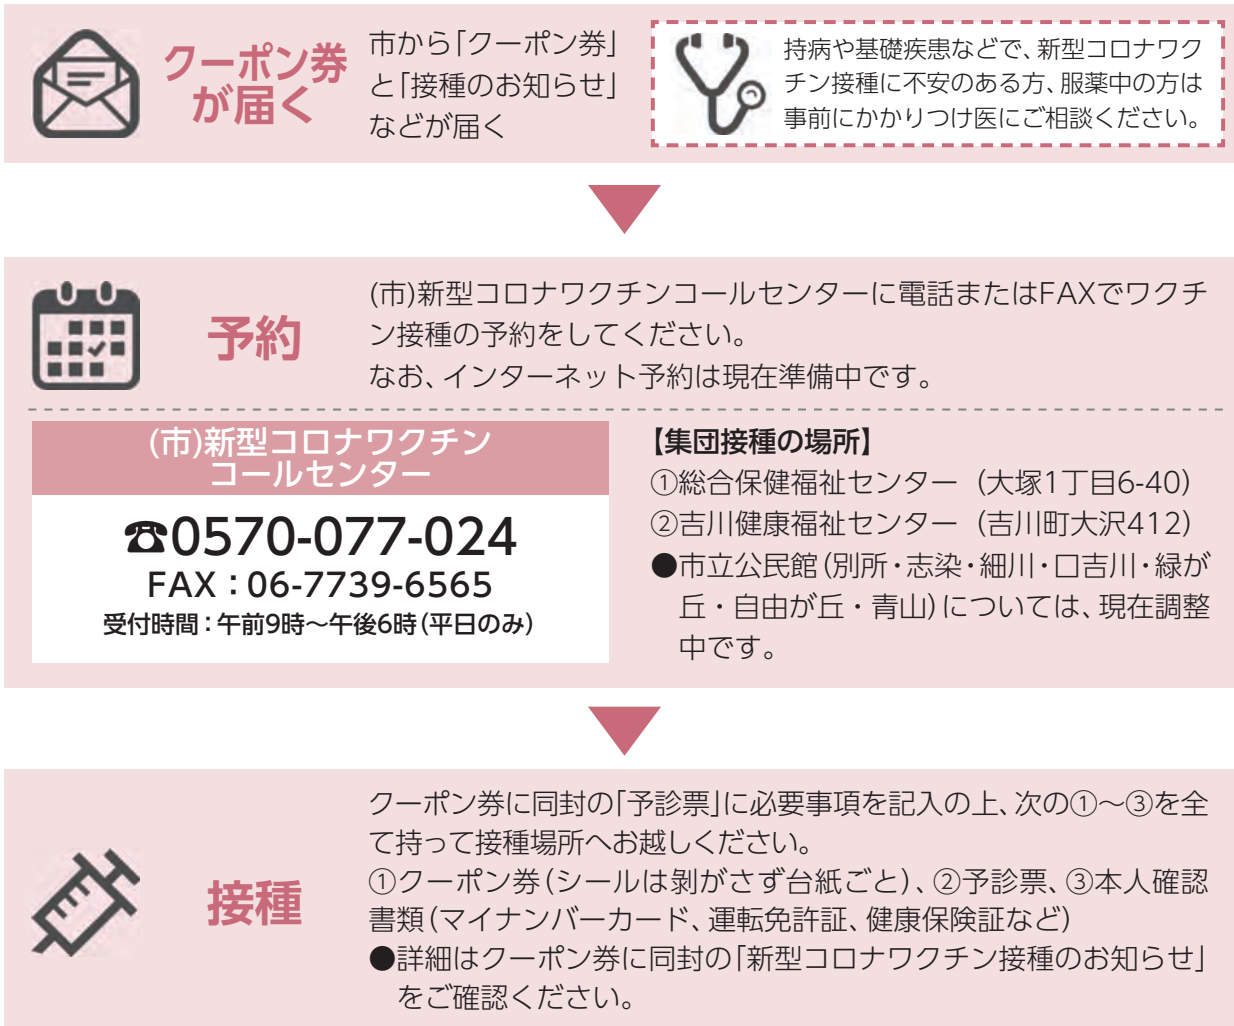 クーポン券
が届く
市から「クーポン券」
と「接種のお知らせ」
などが届く
持病や基礎疾患などで、新型コロナワク
チン接種に不安のある方、服薬中の方は
事前にかかりつけ医にご相談ください。
予約
(市)新型コロナワクチンコールセンターに電話またはFAXでワクチ
ン接種の予約をしてください。
なお、インターネット予約は現在準備中です。
(市)新型コロナワクチン
コールセンター
☎0570-077-024
FAX：06-7739-6565
受付時間：午前9時～午後6時(平日のみ)
【集団接種の場所】
①総合保健福祉センター (大塚1丁目6-40)
②吉川健康福祉センター (吉川町大沢412)
●市立公民館(別所・志染・細川・口吉川・緑が
丘・自由が丘・青山)については、現在調整
中です。
接種
クーポン券に同封の「予診票」に必要事項を記入の上、次の①～③を全
て持って接種場所へお越しください。
①クーポン券(シールは剝がさず台紙ごと)、②予診票、③本人確認
書類(マイナンバーカード、運転免許証、健康保険証など)
●詳細はクーポン券に同封の「新型コロナワクチン接種のお知らせ」
をご確認ください。